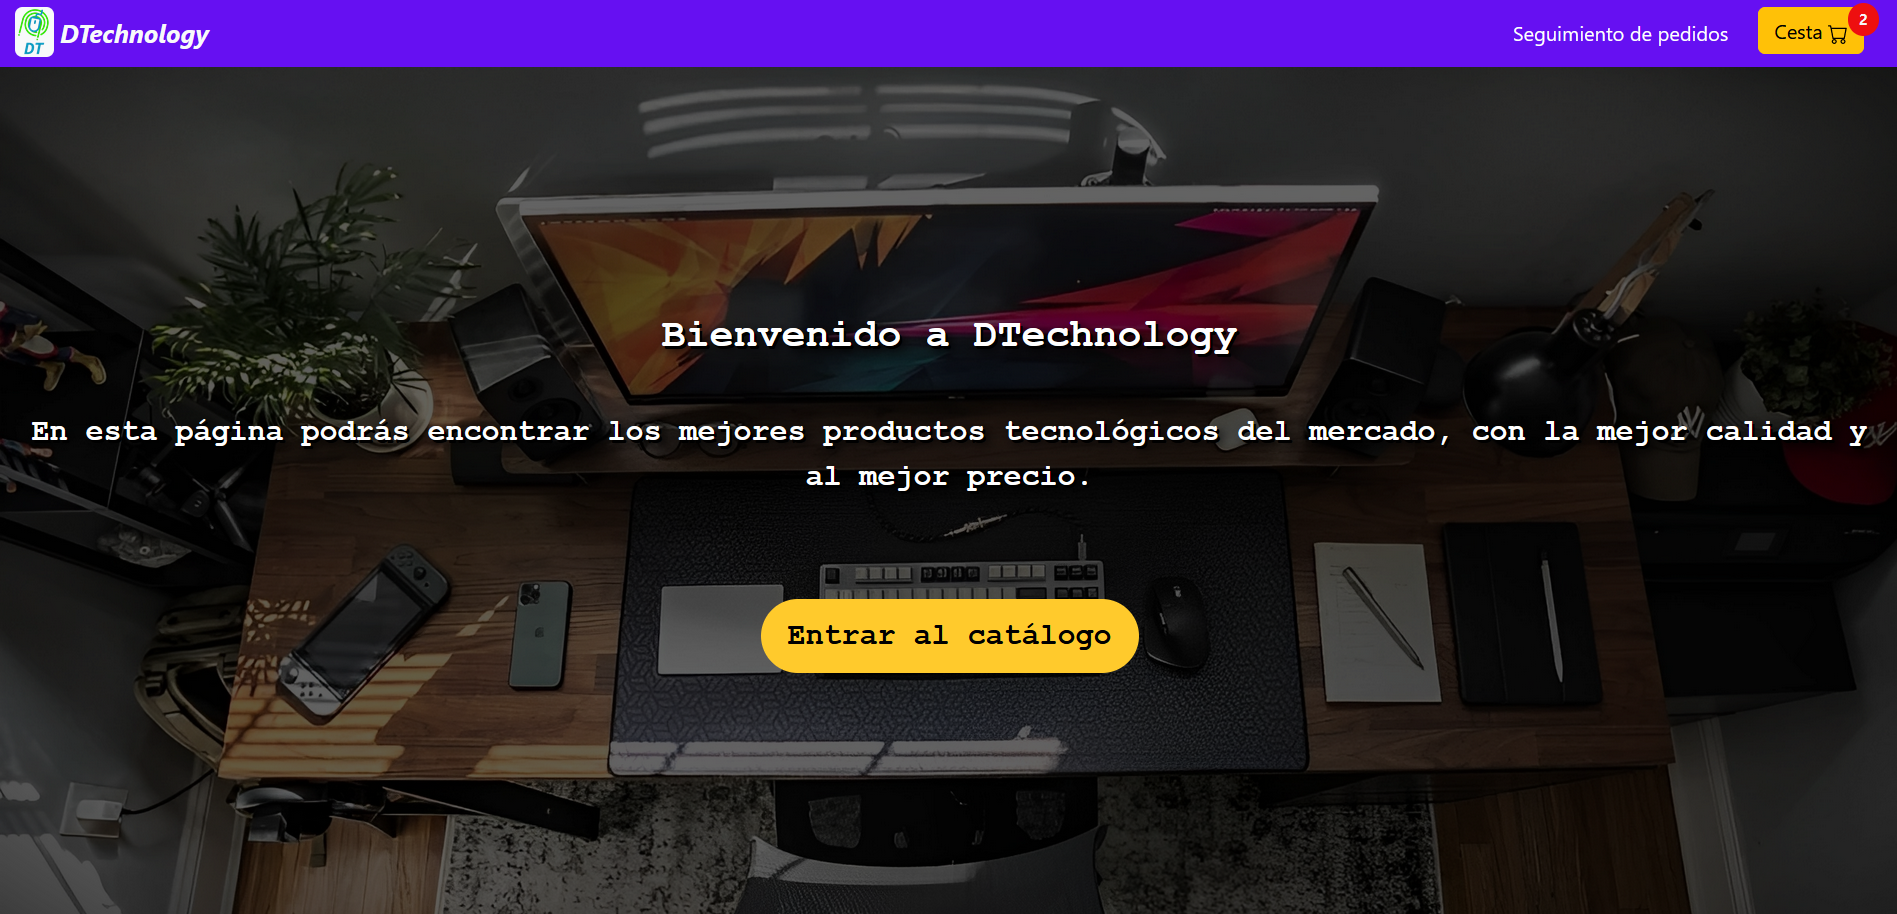 DT
DTechnology
Seguimiento de pedidos
Cesta
2
Bienvenido a DTechnology
En esta página podrás encontrar los mejores productos tecnológicos del mercado, con la mejor calidad y
al mejor precio.
Entrar al catálogo